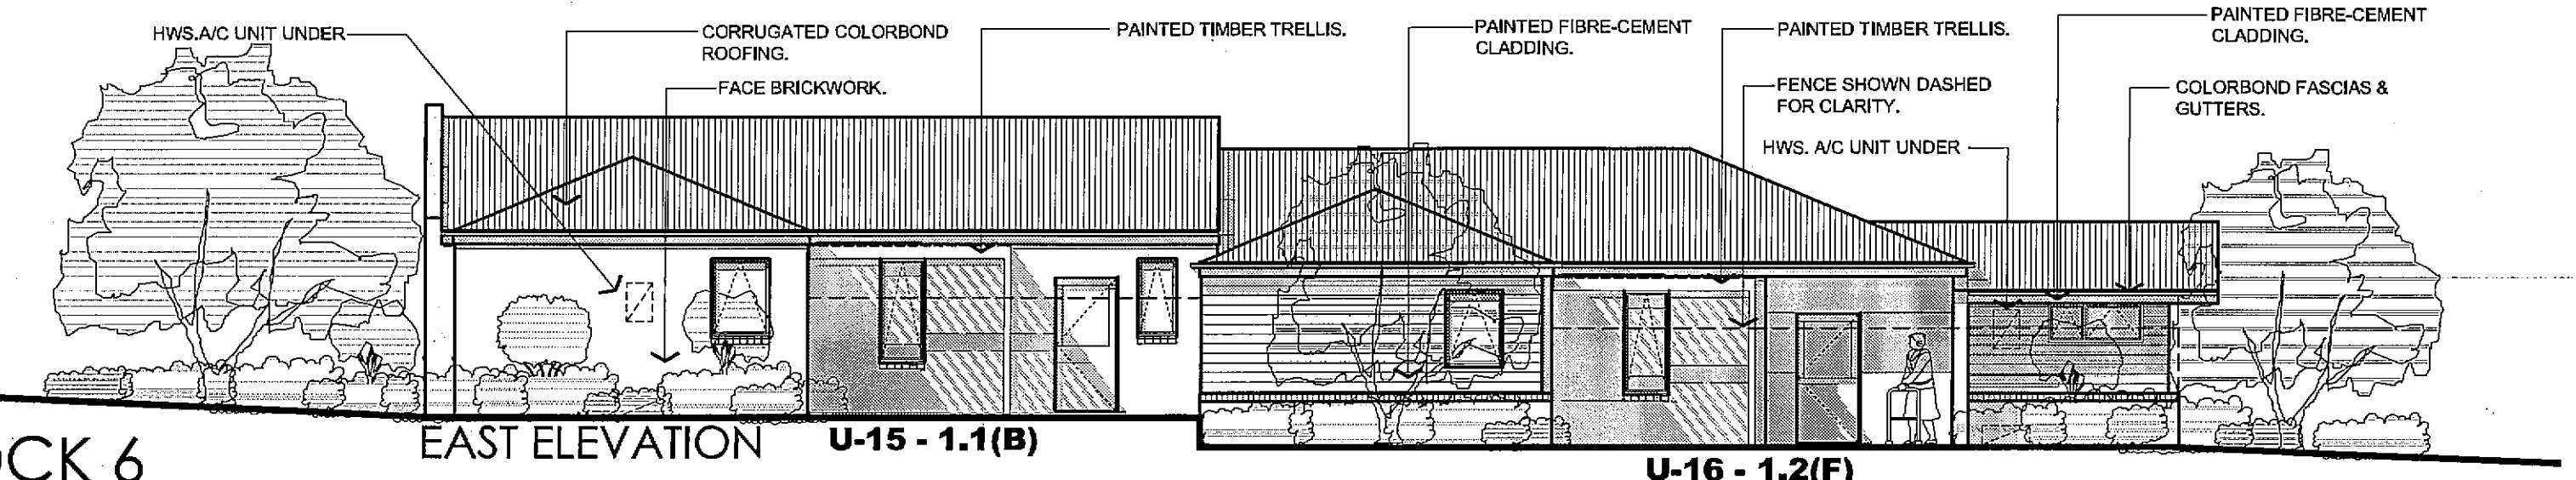 HWS.A/C UNIT UNDER
CORRUGATED COLORBOND
ROOFING.
FACE BRICKWORK.
PAINTED TIMBER TRELLIS.
PAINTED FIBRE-CEMENT
CLADDING.
PAINTED TIMBER TRELLIS.
FENCE SHOWN DASHED
FOR CLARITY.
HWS. A/C UNIT UNDER
PAINTED FIBRE-CEMENT
CLADDING.
COLORBOND FASCIAS &
GUTTERS.
EAST ELEVATION
U-15 - 1.1(B)
U-16 - 1.2(F)
OCK 6